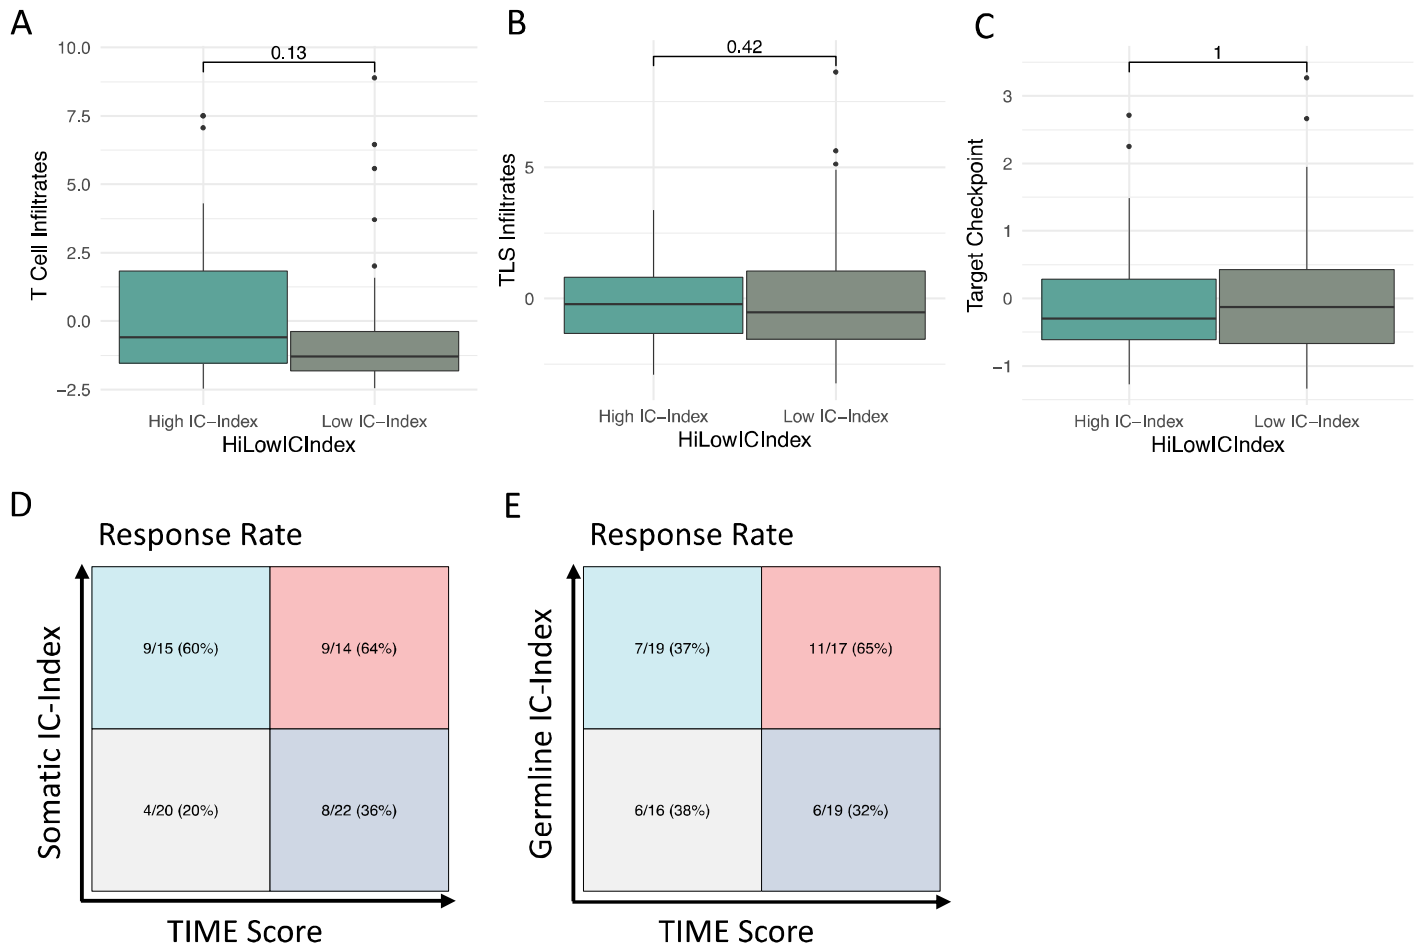 A
10.0
7.5
5.0
2.5
0.0
−2.5
T Cell Infiltrates
0.13
High IC−Index
Low IC−Index
HiLowICIndex
B
5
0
TLS Infiltrates
0.42
High IC−Index
Low IC−Index
HiLowICIndex
C
3
2
1
0
−1
Target Checkpoint
1
High IC−Index
Low IC−Index
HiLowICIndex
D
Response Rate
Somatic IC-Index
9/15 (60%)
9/14 (64%)
4/20 (20%)
8/22 (36%)
TIME Score
E
Response Rate
Germline IC-Index
7/19 (37%)
11/17 (65%)
6/16 (38%)
6/19 (32%)
TIME Score